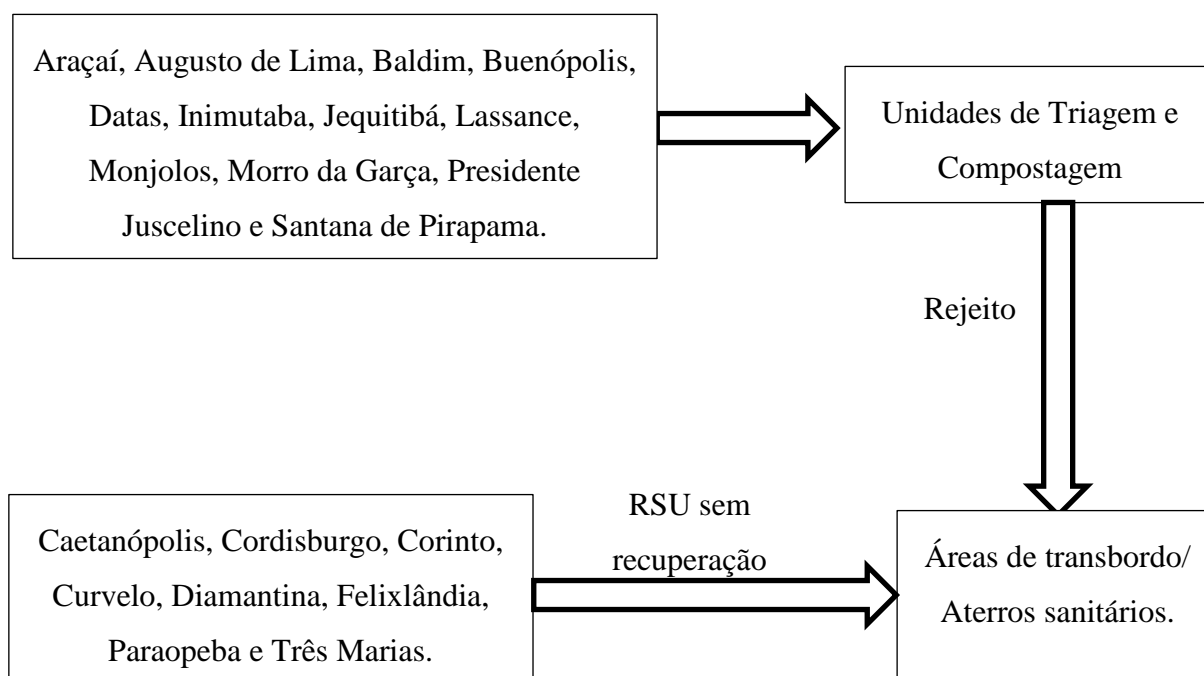 Araçaí, Augusto de Lima, Baldim, Buenópolis,
Datas, Inimutaba, Jequitibá, Lassance,
Monjolos, Morro da Garça, Presidente
Juscelino e Santana de Pirapama.
Unidades de Triagem e
Compostagem
Rejeito
RSU sem
recuperação
Caetanópolis, Cordisburgo, Corinto,
Curvelo, Diamantina, Felixlândia,
Paraopeba e Três Marias.
Áreas de transbordo/
Aterros sanitários.